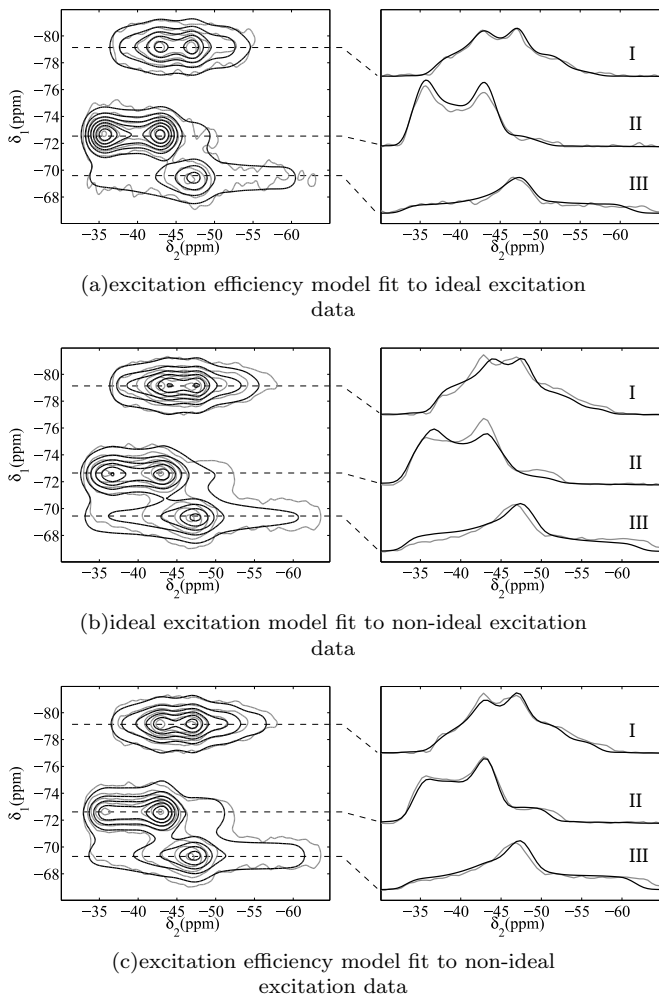 −80
−78
−76
−74
−72
−70
−68
δ1(ppm)
−35 −40 −45 −50 −55 −60
δ2(ppm)
I
II
III
−35 −40 −45 −50 −55 −60
δ2(ppm)
(a)excitation efficiency model fit to ideal excitation
data
−80
−78
−76
−74
−72
−70
−68
δ1(ppm)
−35 −40 −45 −50 −55 −60
δ2(ppm)
I
II
III
−35 −40 −45 −50 −55 −60
δ2(ppm)
(b)ideal excitation model fit to non-ideal excitation
data
−80
−78
−76
−74
−72
−70
−68
δ1(ppm)
−35 −40 −45 −50 −55 −60
δ2(ppm)
I
II
III
−35 −40 −45 −50 −55 −60
δ2(ppm)
(c)excitation efficiency model fit to non-ideal
excitation data